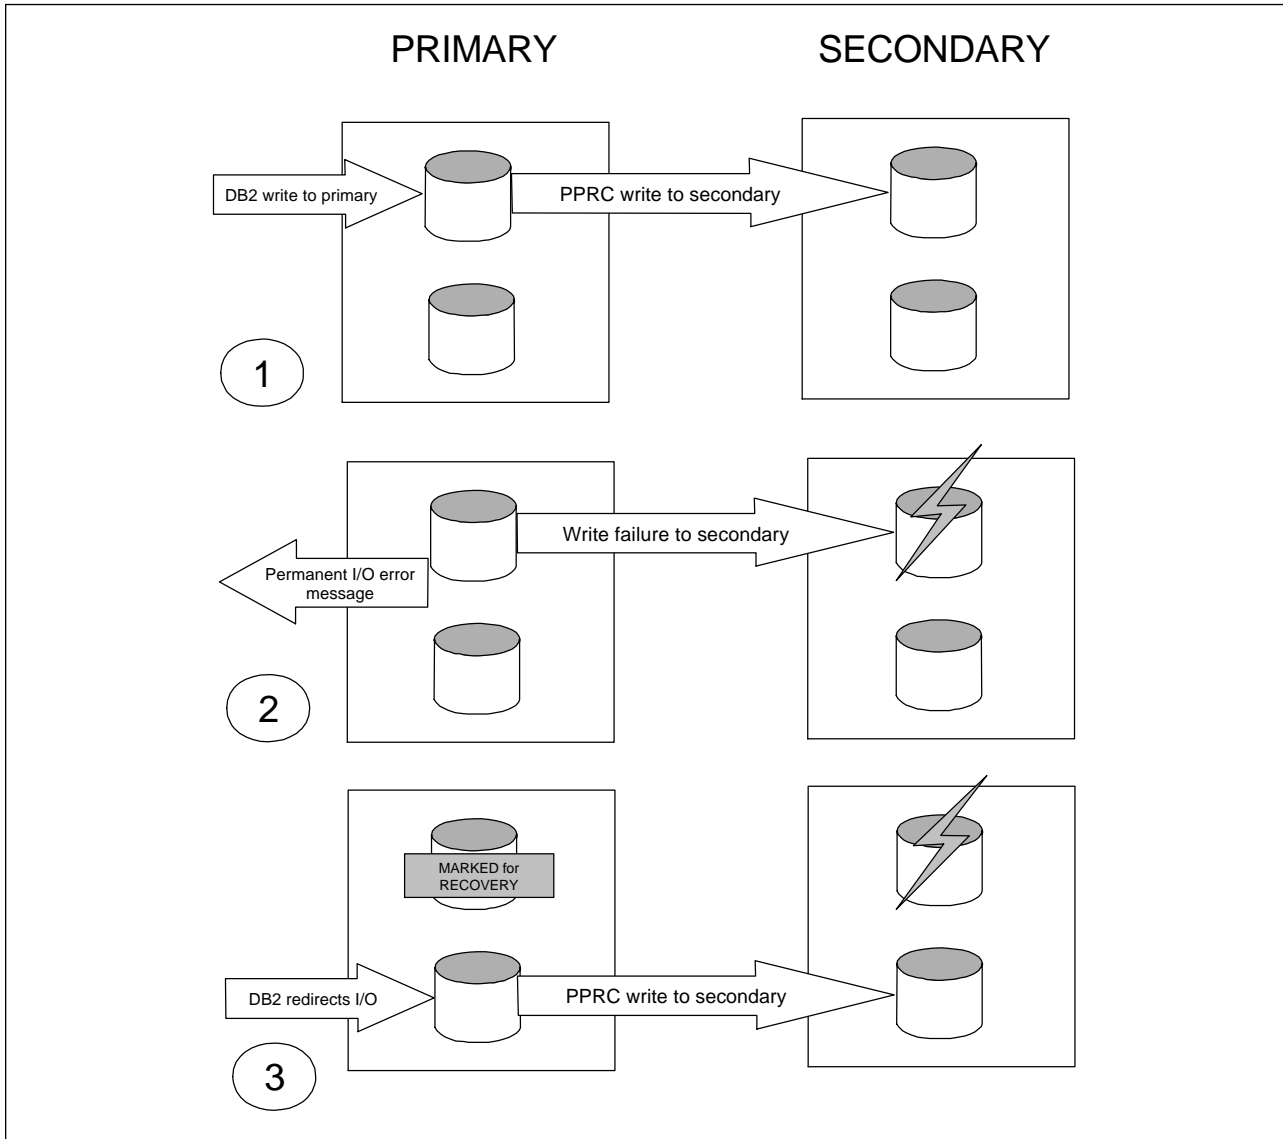 PRIMARY
SECONDARY
DB2 write to primary
PPRC write to secondary
1
Write failure to secondary
Permanent I/O error
message
2
MARKED for
RECOVERY
DB2 redirects I/O
PPRC write to secondary
3